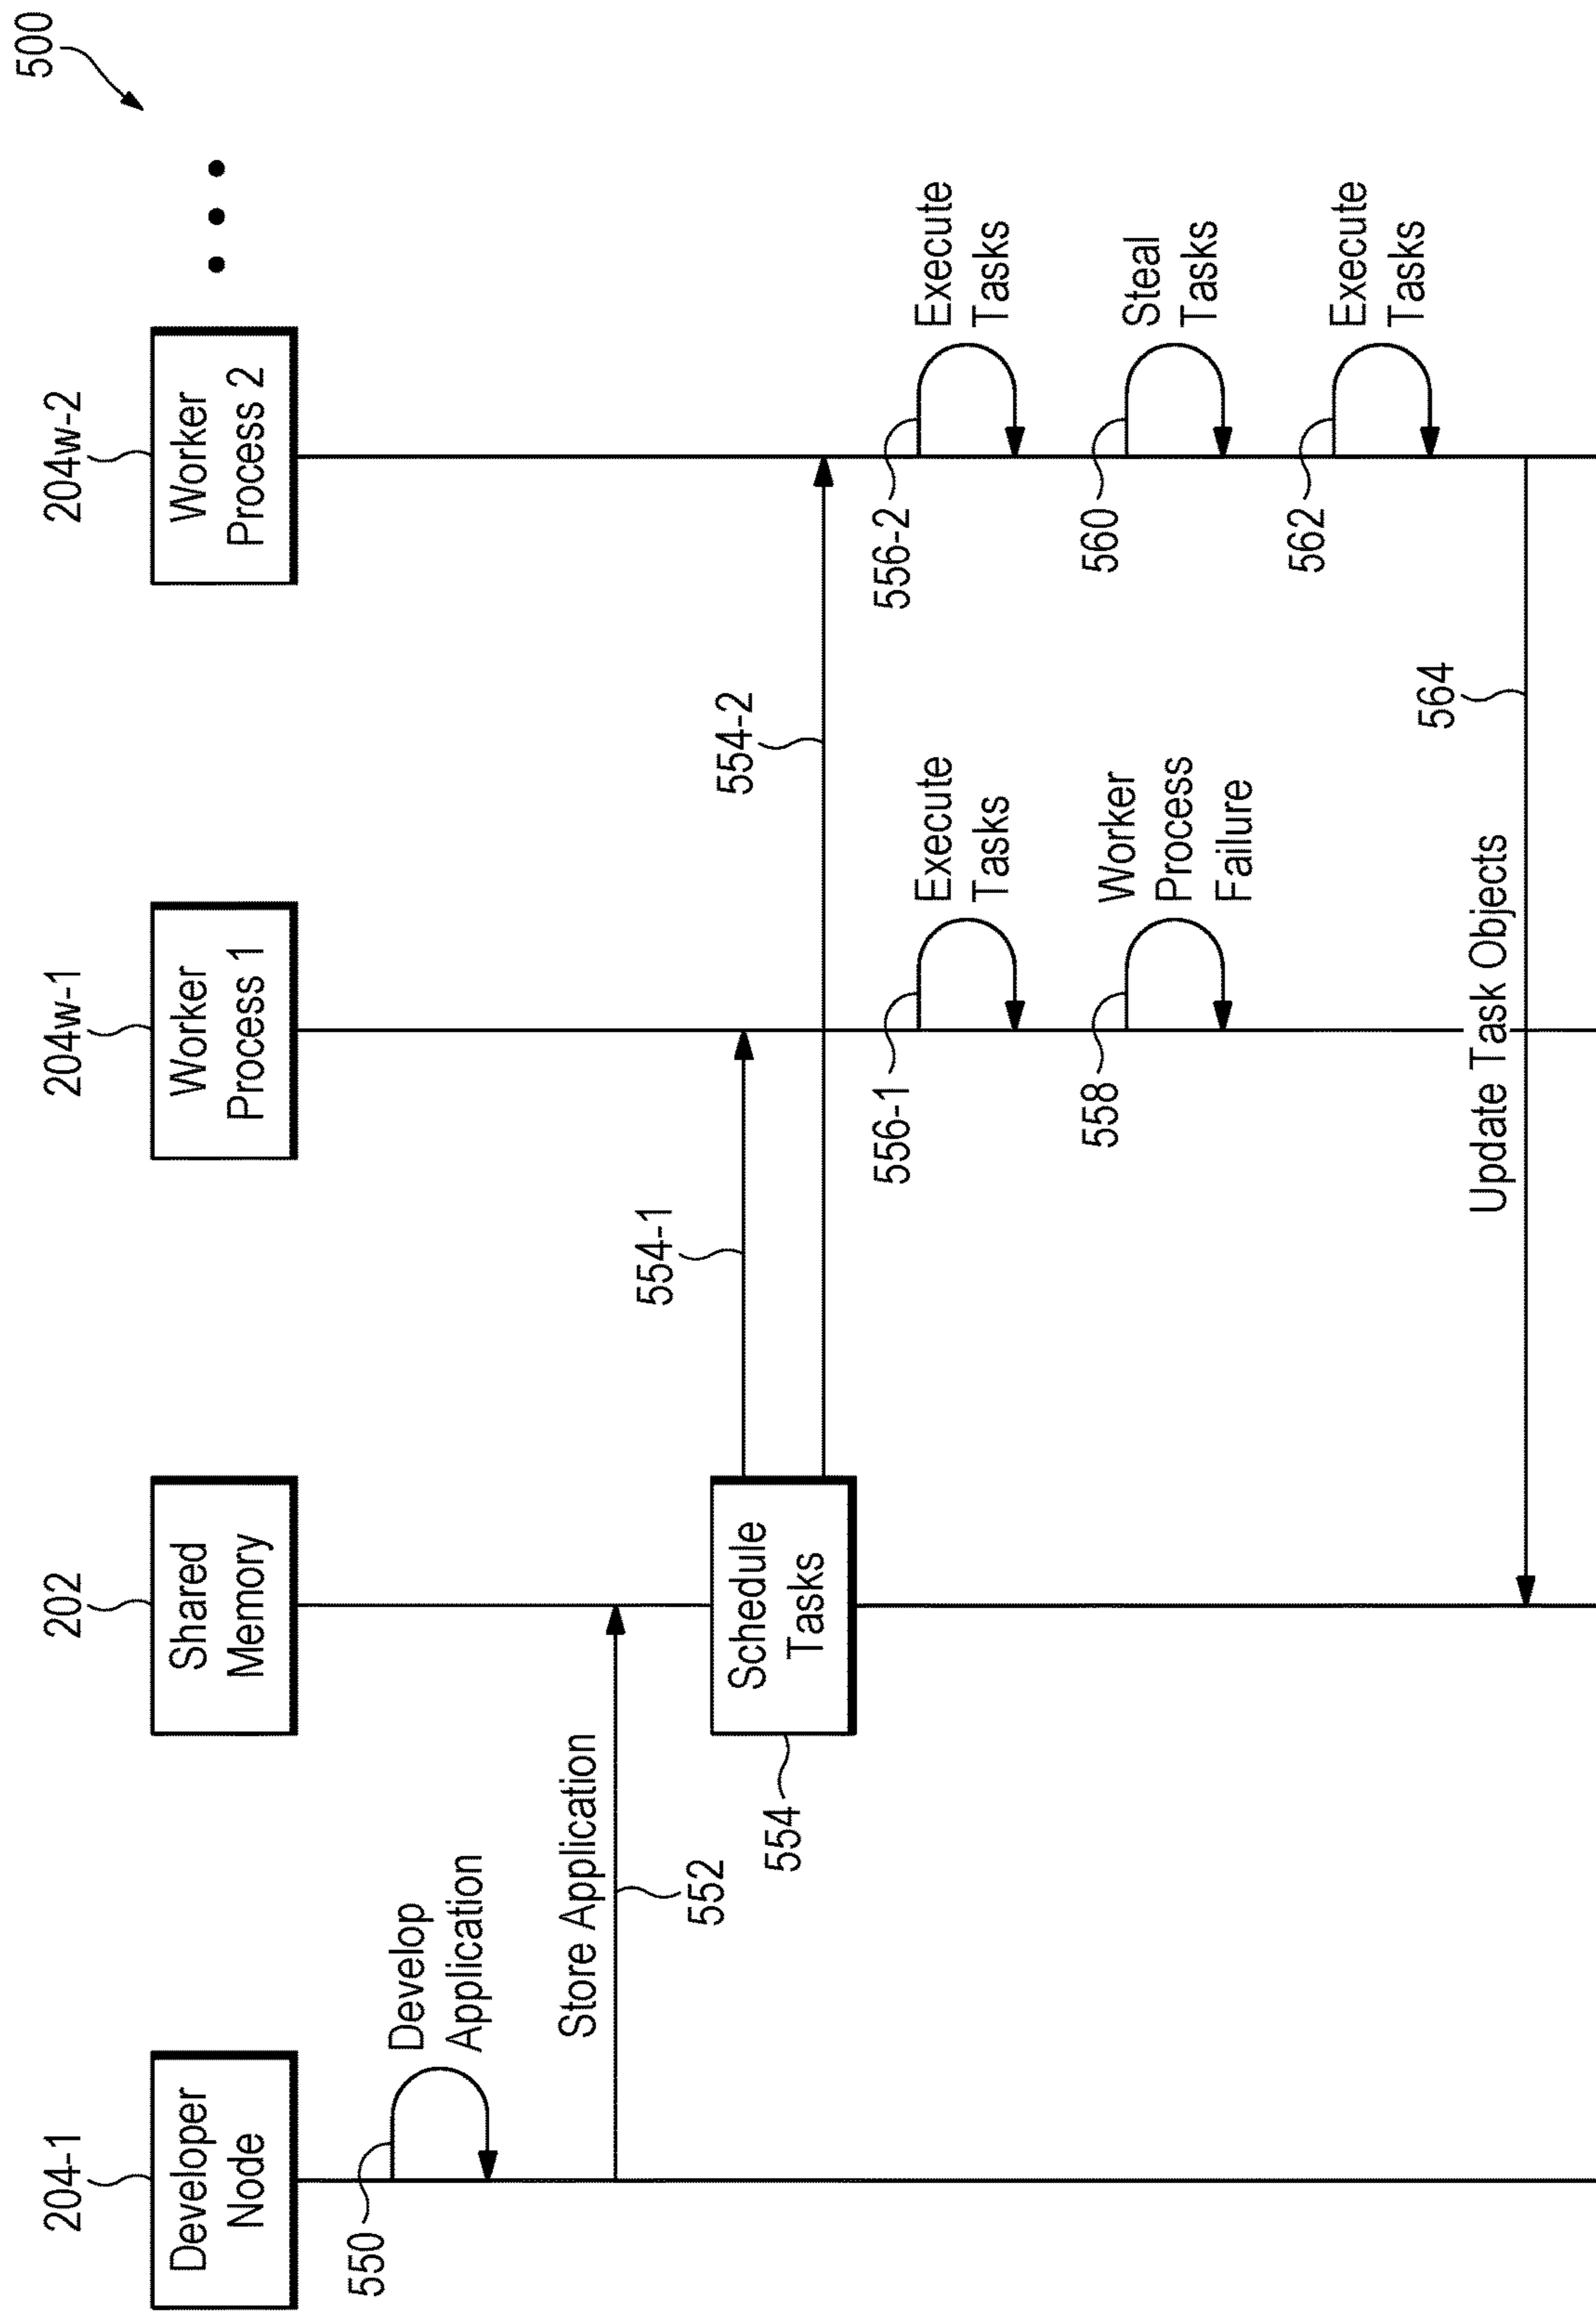 500
204-1
202
204w-1
204w-2
Developer
Node
Shared
Memory
Worker
Process 1
Worker
Process 2
550
Develop
Application
Store Application
552
554
Schedule
Tasks
554-1
554-2
556-1
Execute
Tasks
556-2
Execute
Tasks
558
Worker
Process
Failure
560
Steal
Tasks
562
Execute
Tasks
564
Update Task Objects